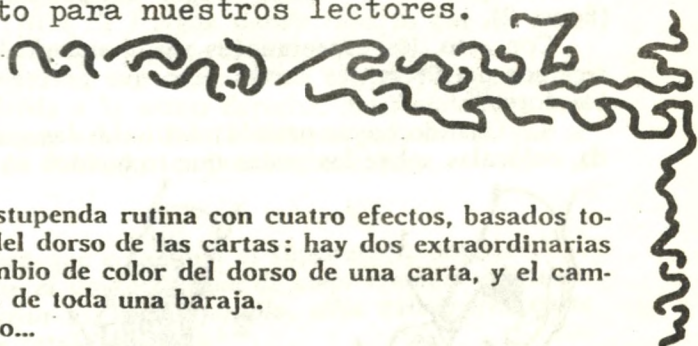 to para nuestros lectores.
stupenda rutina con cuatro efectos, basados to-
del dorso de las cartas: hay dos extraordinarias
mbio de color del dorso de una carta, y el cam-
de toda una baraja.
o...